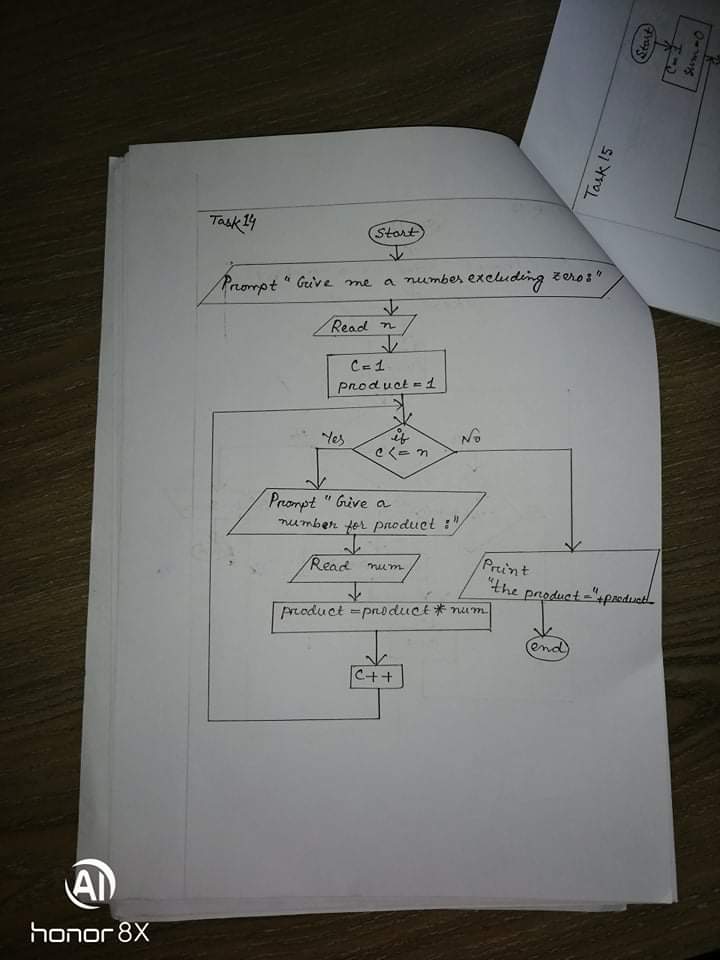 Start
C=1
sum=0
Task 15
Task 14
Start
Prompt "Give me a number excluding zero:"
Read n
C=1
product=1
if
c<=n
Yes
No
Prompt "Give a
number for product:"
Read num
product=product*num
C++
Print
"the product="+product
end
AI
honor 8X